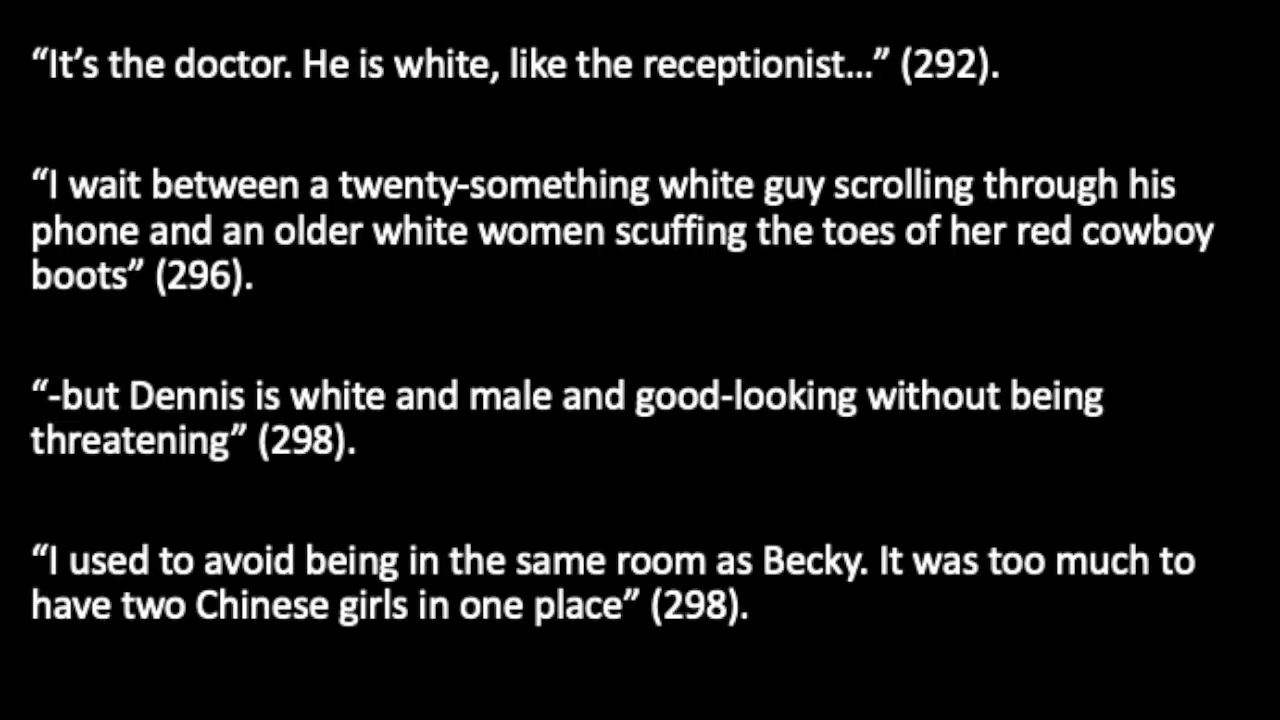 “It’s the doctor. He is white, like the receptionist…” (292).
“I wait between a twenty-something white guy scrolling through his
phone and an older white women scuffing the toes of her red cowboy
boots” (296).
“-but Dennis is white and male and good-looking without being
threatening” (298).
“I used to avoid being in the same room as Becky. It was too much to
have two Chinese girls in one place” (298).